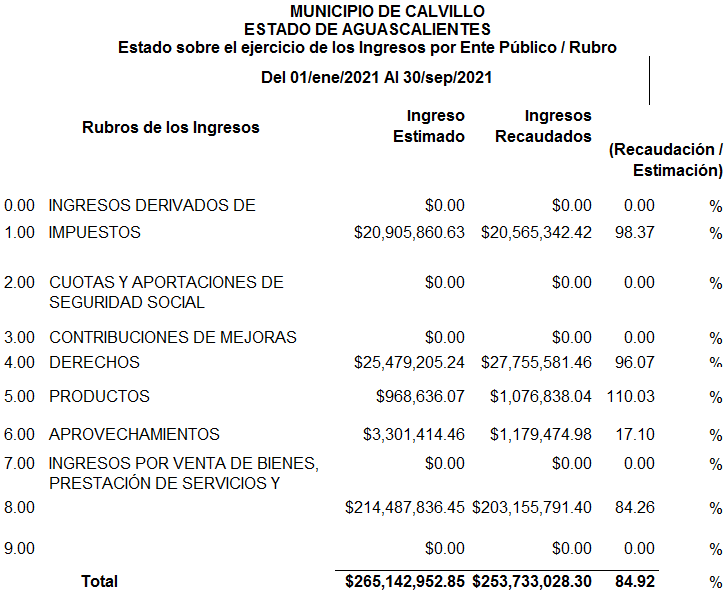 MUNICIPIO DE CALVILLO
ESTADO DE AGUASCALIENTES
Estado sobre el ejercicio de los Ingresos por Ente Público / Rubro
Del 01/ene/2021 Al 30/sep/2021
Rubros de los Ingresos
Ingreso Estimado
Ingresos Recaudados
(Recaudación / Estimación)
0.00 INGRESOS DERIVADOS DE $0.00 $0.00 0.00 %
1.00 IMPUESTOS $20,905,860.63 $20,565,342.42 98.37 %
2.00 CUOTAS Y APORTACIONES DE $0.00 $0.00 0.00 %
SEGURIDAD SOCIAL
3.00 CONTRIBUCIONES DE MEJORAS $0.00 $0.00 0.00 %
4.00 DERECHOS $25,479,205.24 $27,755,581.46 96.07 %
5.00 PRODUCTOS $968,636.07 $1,076,838.04 110.03 %
6.00 APROVECHAMIENTOS $3,301,414.46 $1,179,474.98 17.10 %
7.00 INGRESOS POR VENTA DE BIENES, $0.00 $0.00 0.00 %
PRESTACIÓN DE SERVICIOS Y
8.00 $214,487,836.45 $203,155,791.40 84.26 %
9.00 $0.00 $0.00 0.00 %
Total $265,142,952.85 $253,733,028.30 84.92 %